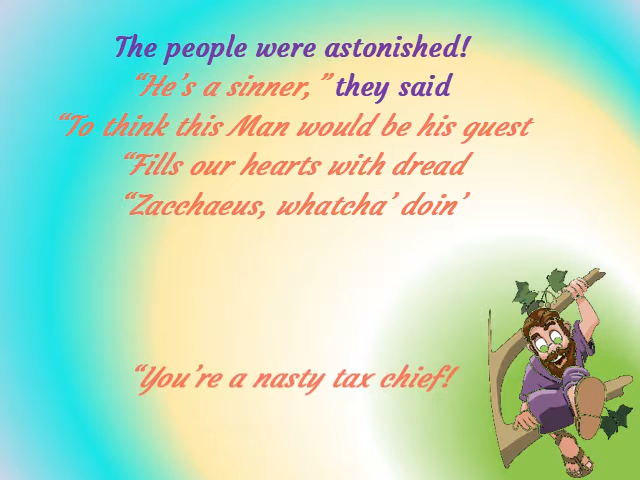 The people were astonished!
“He’s a sinner,” they said
“To think this Man would be his guest
“Fills our hearts with dread
“Zacchaeus, whatcha’ doin’
“You’re a nasty tax chief!